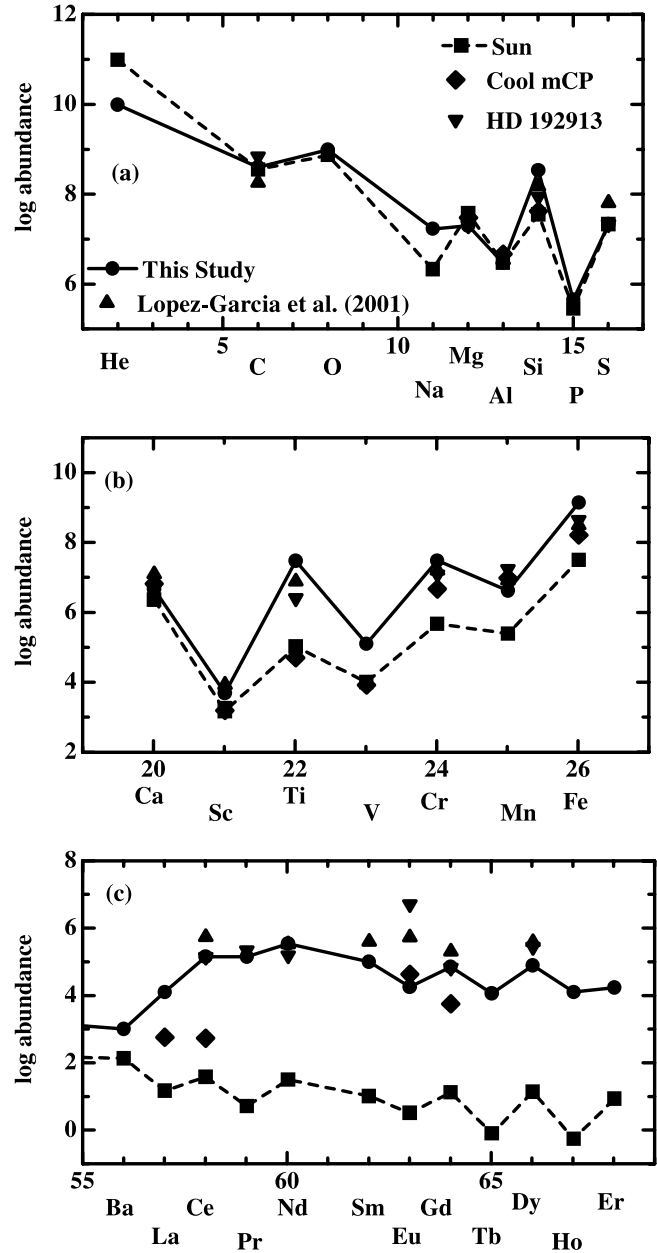 12
10
8
6
log abundance
(a)
Sun
Cool mCP
HD 192913
This Study
Lopez-Garcia et al. (2001)
5 10 15
He C O Na Mg Al Si P S
10
8
6
4
2
log abundance
(b)
20 22 24 26
Ca Sc Ti V Cr Mn Fe
8
6
4
2
0
log abundance
(c)
55 60 65
Ba La Ce Pr Nd Sm Eu Gd Tb Dy Ho Er